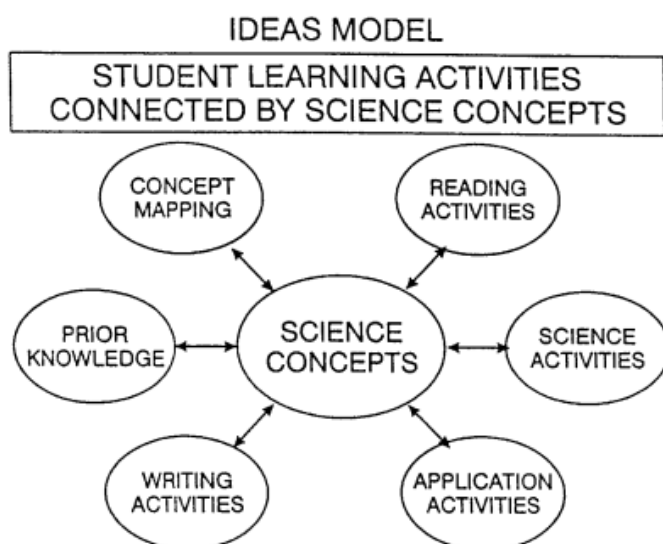 IDEAS MODEL
STUDENT LEARNING ACTIVITIES
CONNECTED BY SCIENCE CONCEPTS
CONCEPT
MAPPING
READING
ACTIVITIES
PRIOR
KNOWLEDGE
SCIENCE
CONCEPTS
SCIENCE
ACTIVITIES
WRITING
ACTIVITIES
APPLICATION
ACTIVITIES